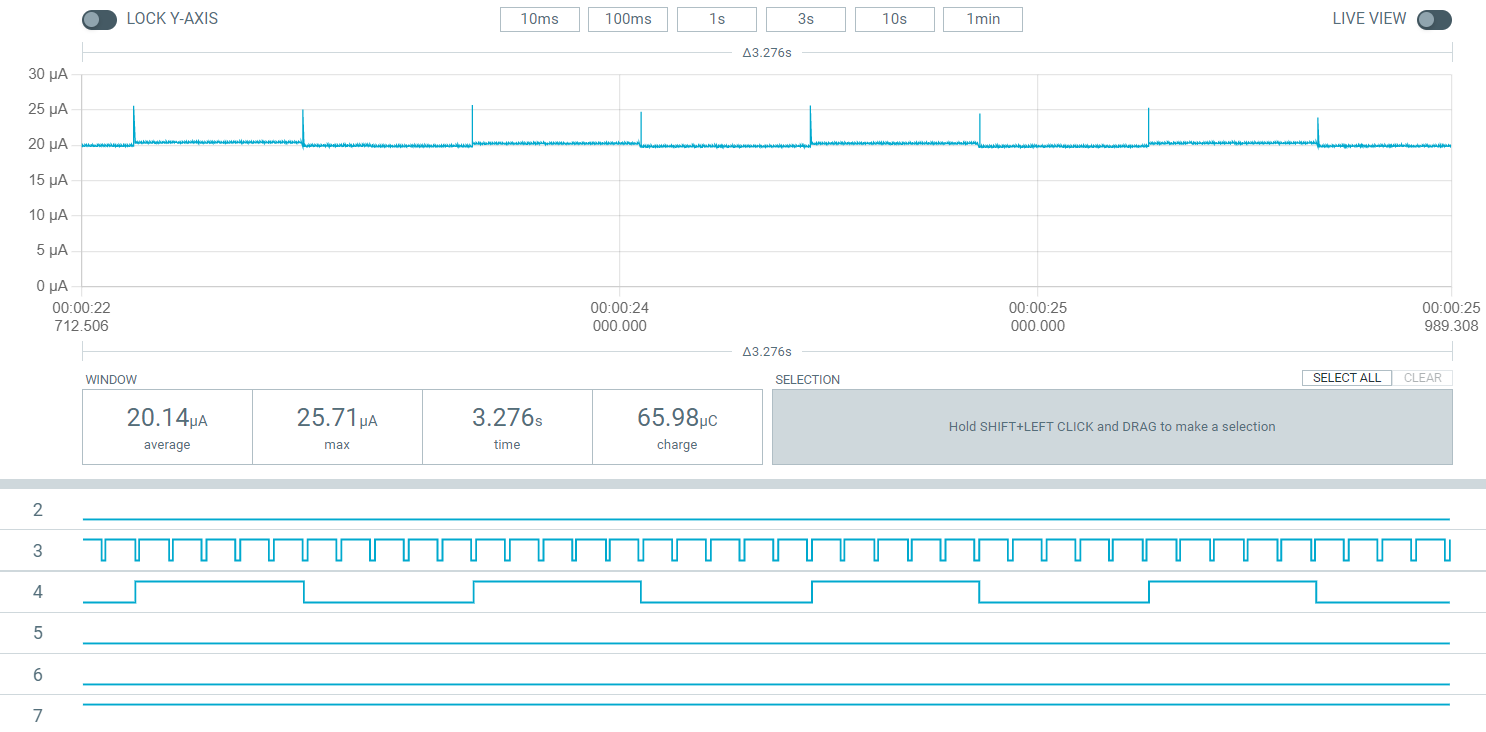 LOCK Y-AXIS 10ms 100ms 1s 3s 10s 1min LIVE VIEW
Δ3.276s
30 µA
25 µA
20 µA
15 µA
10 µA
5 µA
0 µA
00:00:22 00:00:24 00:00:25 00:00:25
712.506 000.000 000.000 989.308
Δ3.276s
WINDOW SELECTION SELECT ALL CLEAR
20.14µA 25.71µA 3.276s 65.98µC
average max time charge
Hold SHIFT+LEFT CLICK and DRAG to make a selection
2
3
4
5
6
7